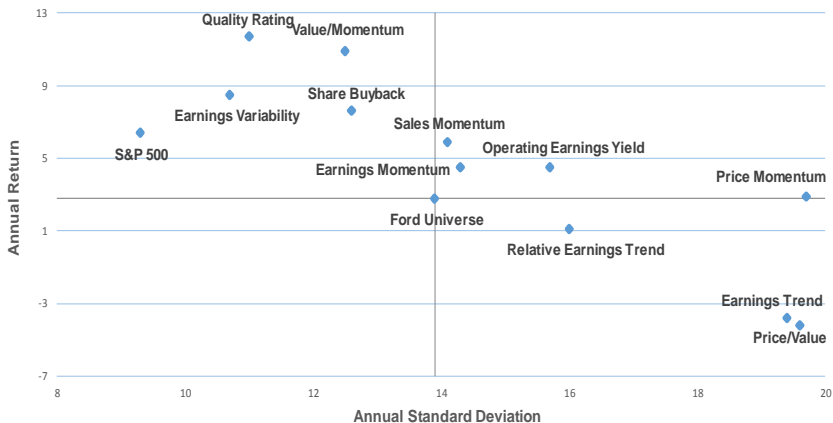 13
Quality Rating
Value/Momentum
9
Share Buyback
Earnings Variability
Sales Momentum
S&P 500
Operating Earnings Yield
5
Earnings Momentum
Price Momentum
Ford Universe
1
Relative Earnings Trend
-3
Earnings Trend
Price/Value
-7
8 10 12 14 16 18 20
Annual Standard Deviation
Annual Return